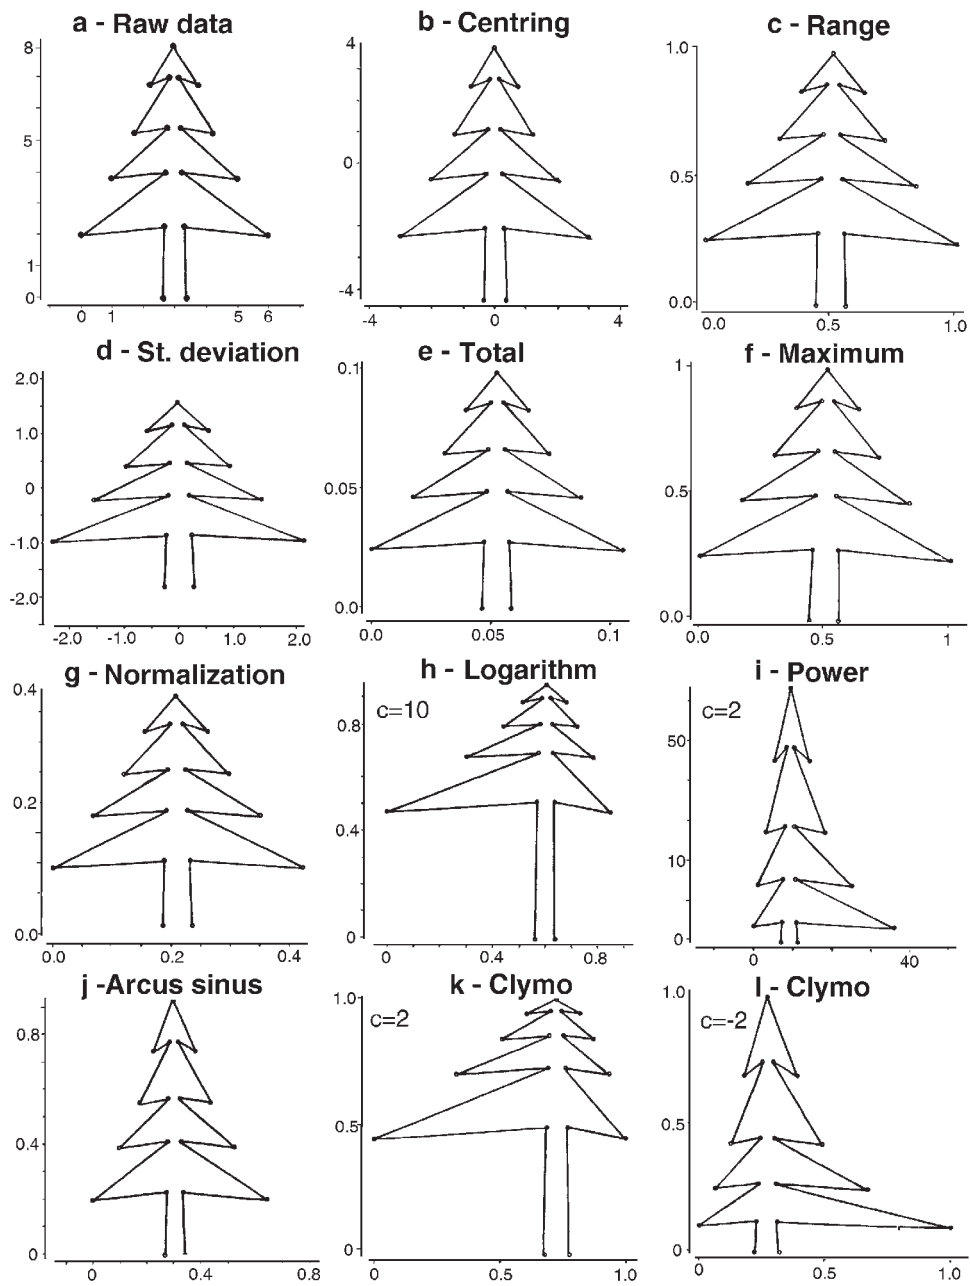 a - Raw data
8
5
1
0
0 1 5 6
b - Centring
4
0
-4
-4 0 4
c - Range
1.0
0.5
0.0
0.0 0.5 1.0
d - St. deviation
2.0
1.0
0
-1.0
-2.0
-2.0 -1.0 0 1.0 2.0
e - Total
0.1
0.05
0.0
0.0 0.05 0.1
f - Maximum
1
0.5
0.0
0.0 0.5 1
g - Normalization
0.4
0.2
0.0
0.0 0.2 0.4
h - Logarithm
c=10
0.8
0.4
0
0 0.4 0.8
i - Power
c=2
50
10
0
0 40
j -Arcus sinus
0.8
0.4
0
0 0.4 0.8
k - Clymo
1.0
c=2
0.5
0
0 0.5 1.0
l - Clymo
1.0
c=-2
0.5
0
0 0.5 1.0